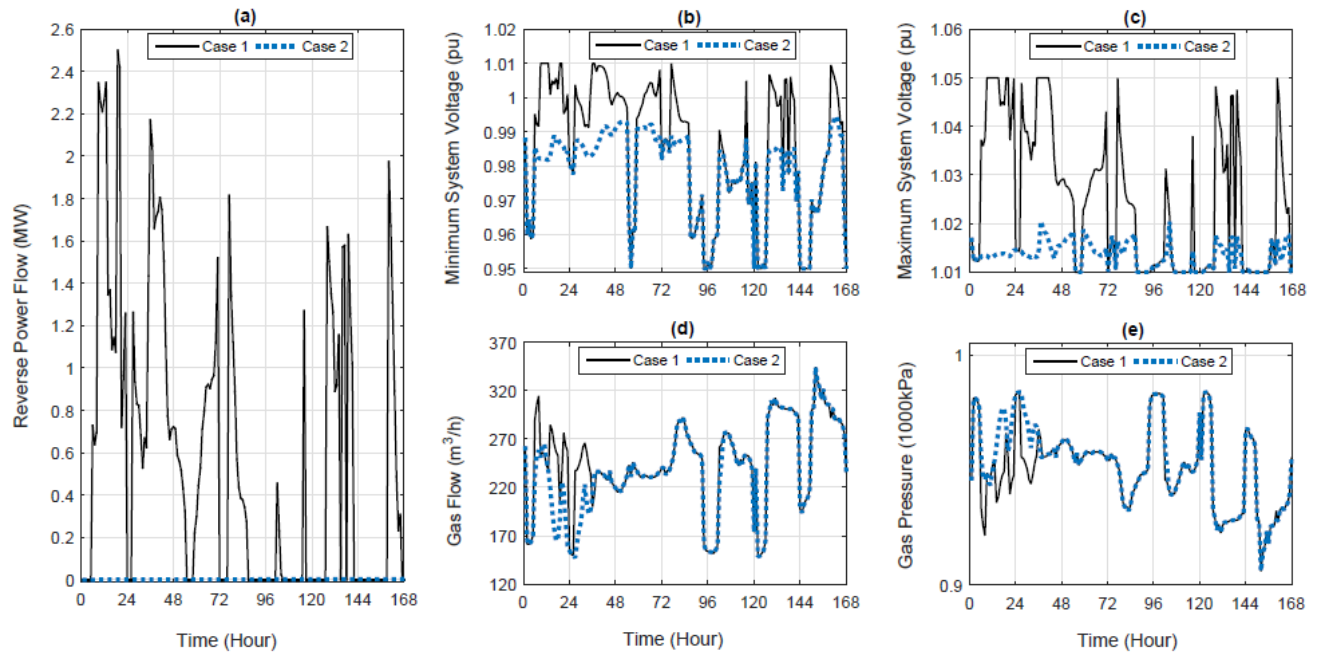 (a)
Reverse Power Flow (MW)
2.6
2.4
2.2
2
1.8
1.6
1.4
1.2
1
0.8
0.6
0.4
0.2
0
Case 1 Case 2
0 24 48 72 96 120 144 168
Time (Hour)
(b)
Minimum System Voltage (pu)
1.02
1.01
1
0.99
0.98
0.97
0.96
0.95
Case 1 Case 2
0 24 48 72 96 120 144 168
(c)
Maximum System Voltage (pu)
1.06
1.05
1.04
1.03
1.02
1.01
Case 1 Case 2
0 24 48 72 96 120 144 168
(d)
Gas Flow (m³/h)
370
320
270
220
170
120
Case 1 Case 2
0 24 48 72 96 120 144 168
Time (Hour)
(e)
Gas Pressure (1000kPa)
1
0.9
Case 1 Case 2
0 24 48 72 96 120 144 168
Time (Hour)